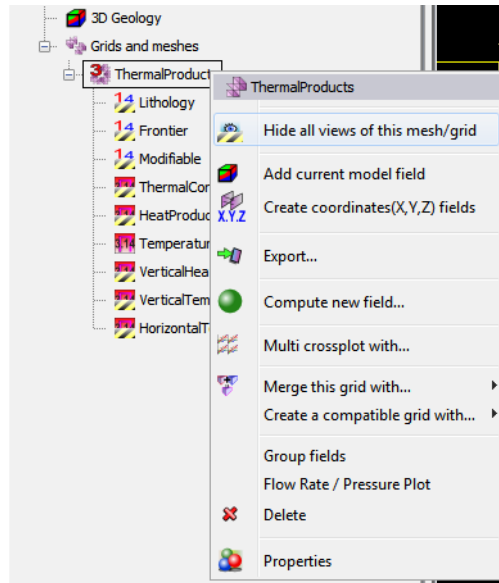 3D Geology
Grids and meshes
ThermalProduct
Lithology
Frontier
Modifiable
ThermalCor
HeatProduc
Temperatur
VerticalHea
VerticalTem
HorizontalT
ThermalProducts
Hide all views of this mesh/grid
Add current model field
X.Y.Z Create coordinates(X,Y,Z) fields
Export...
Compute new field...
Multi crossplot with...
Merge this grid with...
Create a compatible grid with...
Group fields
Flow Rate / Pressure Plot
Delete
Properties